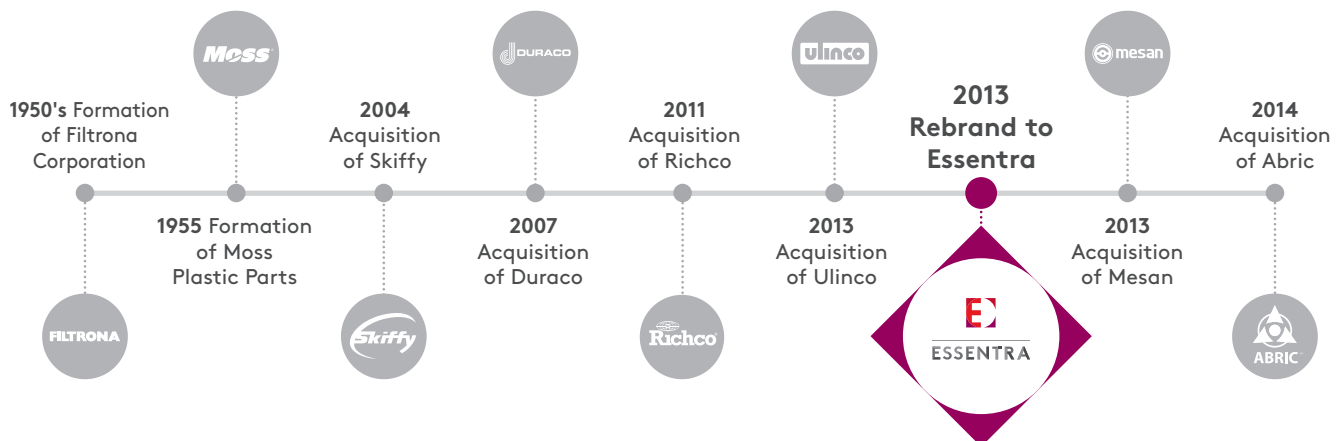 Moss
DURACO
ulinco
mesan
1950's Formation
of Filtrona
Corporation
2004
Acquisition
of Skiffy
2011
Acquisition
of Richco
2013
Rebrand to
Essentra
2014
Acquisition
of Abric
1955 Formation
of Moss
Plastic Parts
2007
Acquisition
of Duraco
2013
Acquisition
of Ulinco
2013
Acquisition
of Mesan
FILTRONA
Skiffy
Richco
E
ESSENTRA
ABRIC